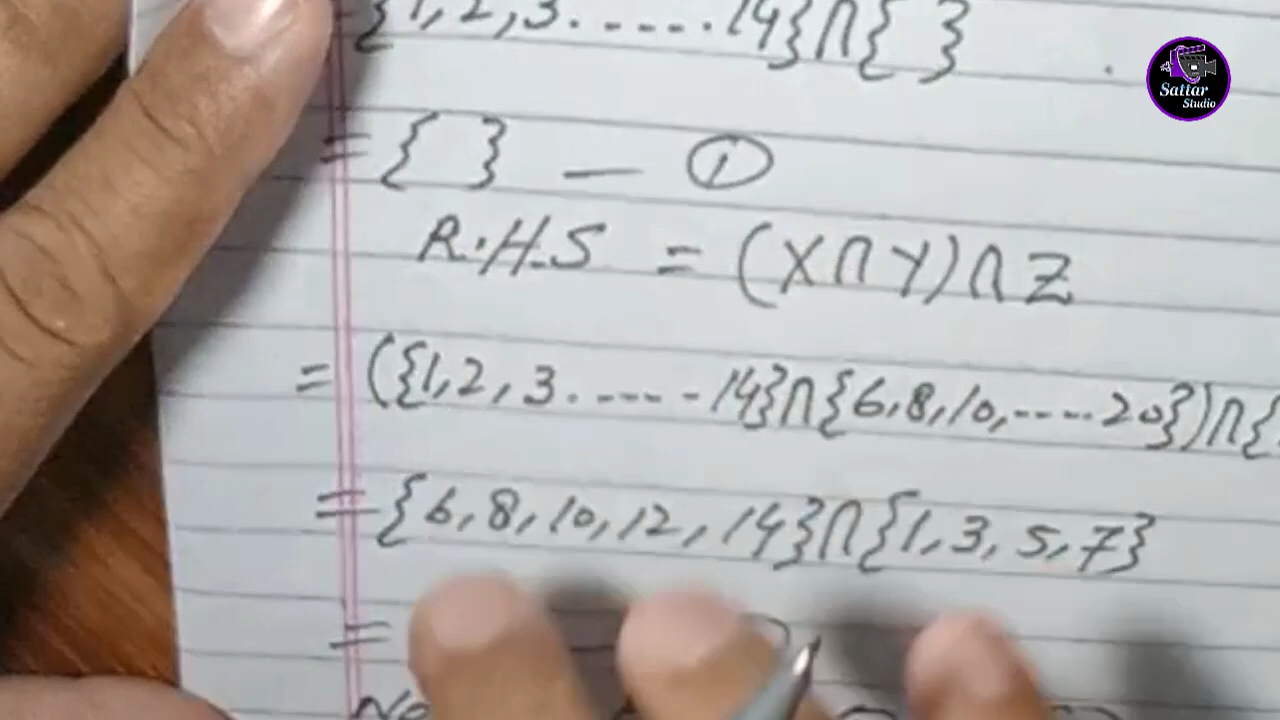 = {1, 2, 3 ...... 14} ∩ { }
= { } — ①
R.H.S = (X ∩ Y) ∩ Z
= ({1, 2, 3 ...... 14} ∩ {6, 8, 10, .... 20}) ∩ {
= {6, 8, 10, 12, 14} ∩ {1, 3, 5, 7}
=
Sattar
Studio